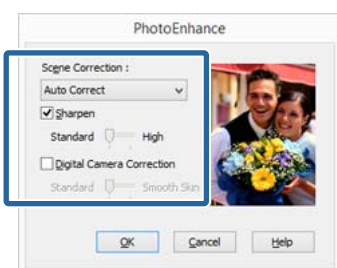 PhotoEnhance
Scene Correction :
Auto Correct
Sharpen
Standard High
Digital Camera Correction
Standard Smooth Skin
OK Cancel Help